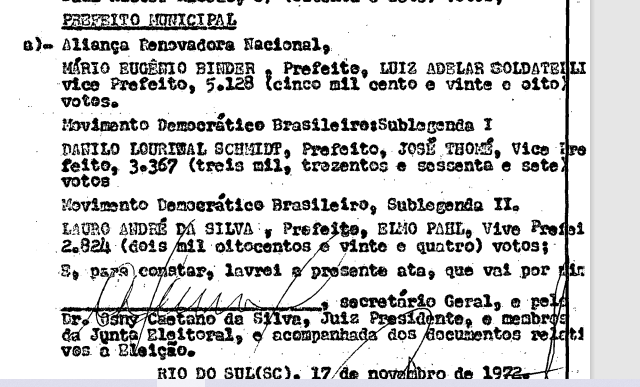 PREFEITO MUNICIPAL
a)- Aliança Renovadora Nacional,
MÁRIO EUGÊNIO BINDER , Prefeito, LUIZ ADELAR SOLDATELLI
vice Prefeito, 5.128 (cinco mil cento e vinte e oito)
votos.
Movimento Democrático Brasileiro:Sublegenda I
DANILO LOURIVAL SCHMIDT, Prefeito, JOSÉ THOMÉ, Vice Pre
feito, 3.367 (treis mil, trezentos e sessenta e sete)
votos
Movimento Democrático Brasileiro, Sublegenda II.
LAURO ANDRÉ DA SILVA , Prefeito, ELMO PAHL, Vive Prefei
2.824 (dois mil oitocentos e vinte e quatro) votos;
E, para constar, lavrei a presente ata, que vai por
, secretário Geral, e pelo
Dr. Osny Caetano da Silva, Juiz Presidente, e membros
da Junta Eleitoral, e acompanhada dos documentos relati
vos a Eleição.
RIO DO SUL(SC). 17 de novembro de 1972.